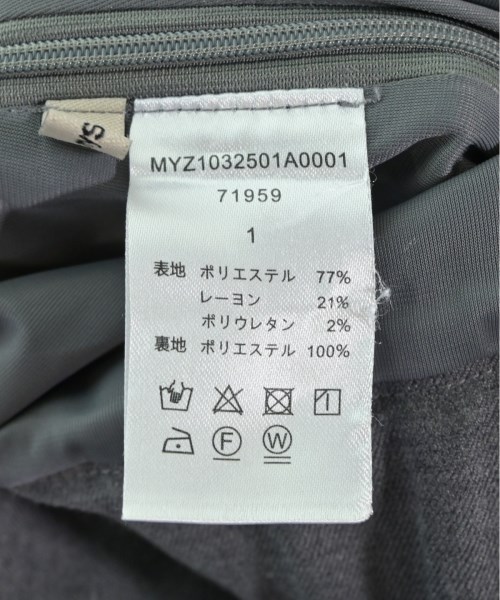 MYZ1032501A0001
71959
1
表地 ポリエステル 77%
レーヨン 21%
ポリウレタン 2%
裏地 ポリエステル 100%
F W